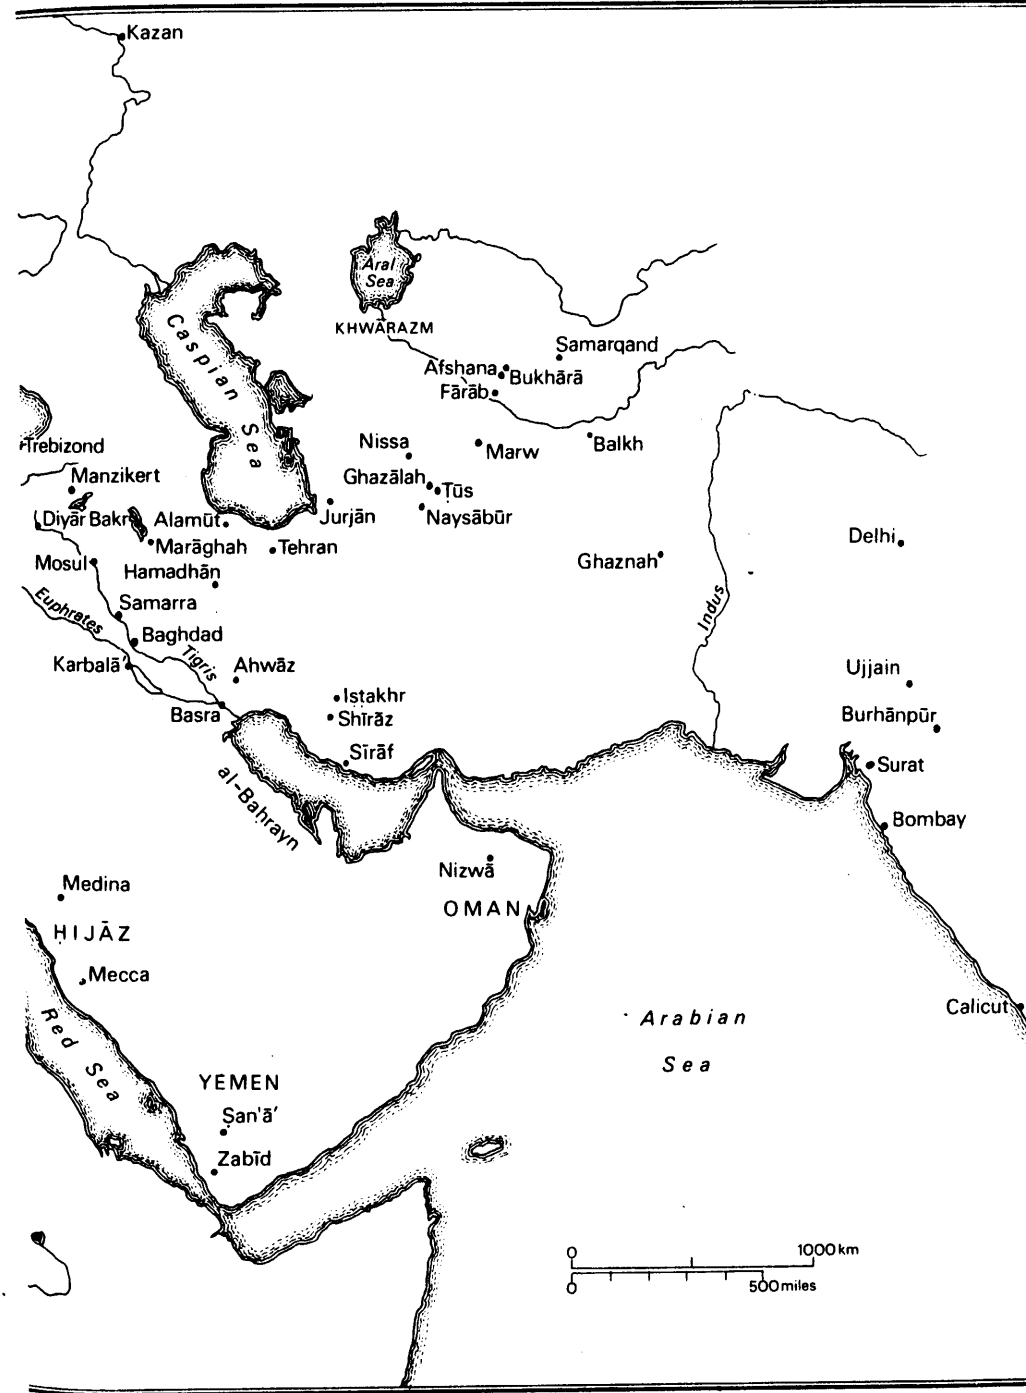 Kazan
Aral
Sea
KHWĀRAZM
Caspian Sea
Samarqand
Afshana
Bukhārā
Fārāb
Trebizond
Nissa
Marw
Balkh
Manzikert
Ghazālah
Ṭūs
Diyār Bakr
Alamūt
Jurjān
Naysābūr
Marāghah
Tehran
Delhi
Mosul
Hamadhān
Ghaznah
Euphrates
Samarra
Indus
Baghdad
Karbalā'
Tigris
Ahwāz
Ujjain
Basra
Iṣṭakhr
Shīrāz
Burhānpūr
Sīrāf
Surat
al-Baḥrayn
Bombay
Nizwā
Medina
OMAN
ḤIJĀZ
Mecca
Calicut
Red Sea
Arabian
Sea
YEMEN
Ṣan'ā'
Zabīd
0 1000 km
0 500 miles